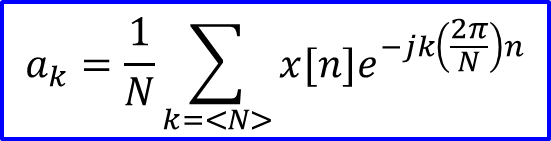 a_k = \frac{1}{N} \sum_{k=<N>} x[n] e^{-jk\left(\frac{2\pi}{N}\right)n}